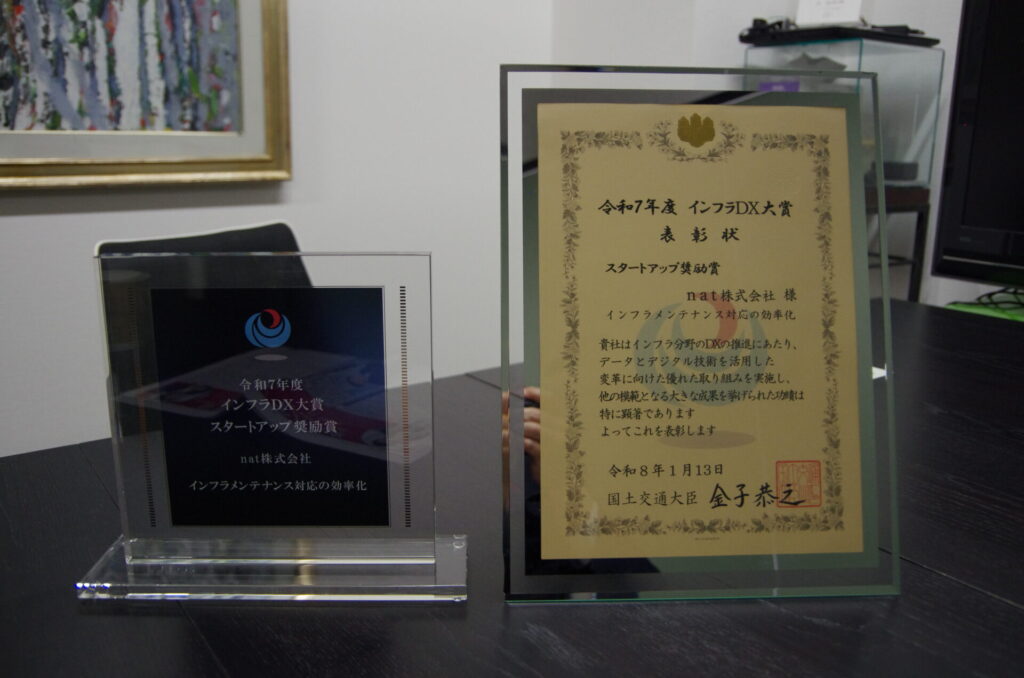 令和7年度
インフラDX大賞
スタートアップ奨励賞
nat株式会社
インフラメンテナンス対応の効率化
令和7年度 インフラDX大賞
表彰状
スタートアップ奨励賞
nat株式会社 様
インフラメンテナンス対応の効率化
貴社はインフラ分野のDXの推進にあたり、
データとデジタル技術を活用した
変革に向けた優れた取り組みを実施し、
他の模範となる大きな成果を挙げられた功績は
特に顕著であります
よってこれを表彰します
令和8年1月13日
国土交通大臣 金子恭之